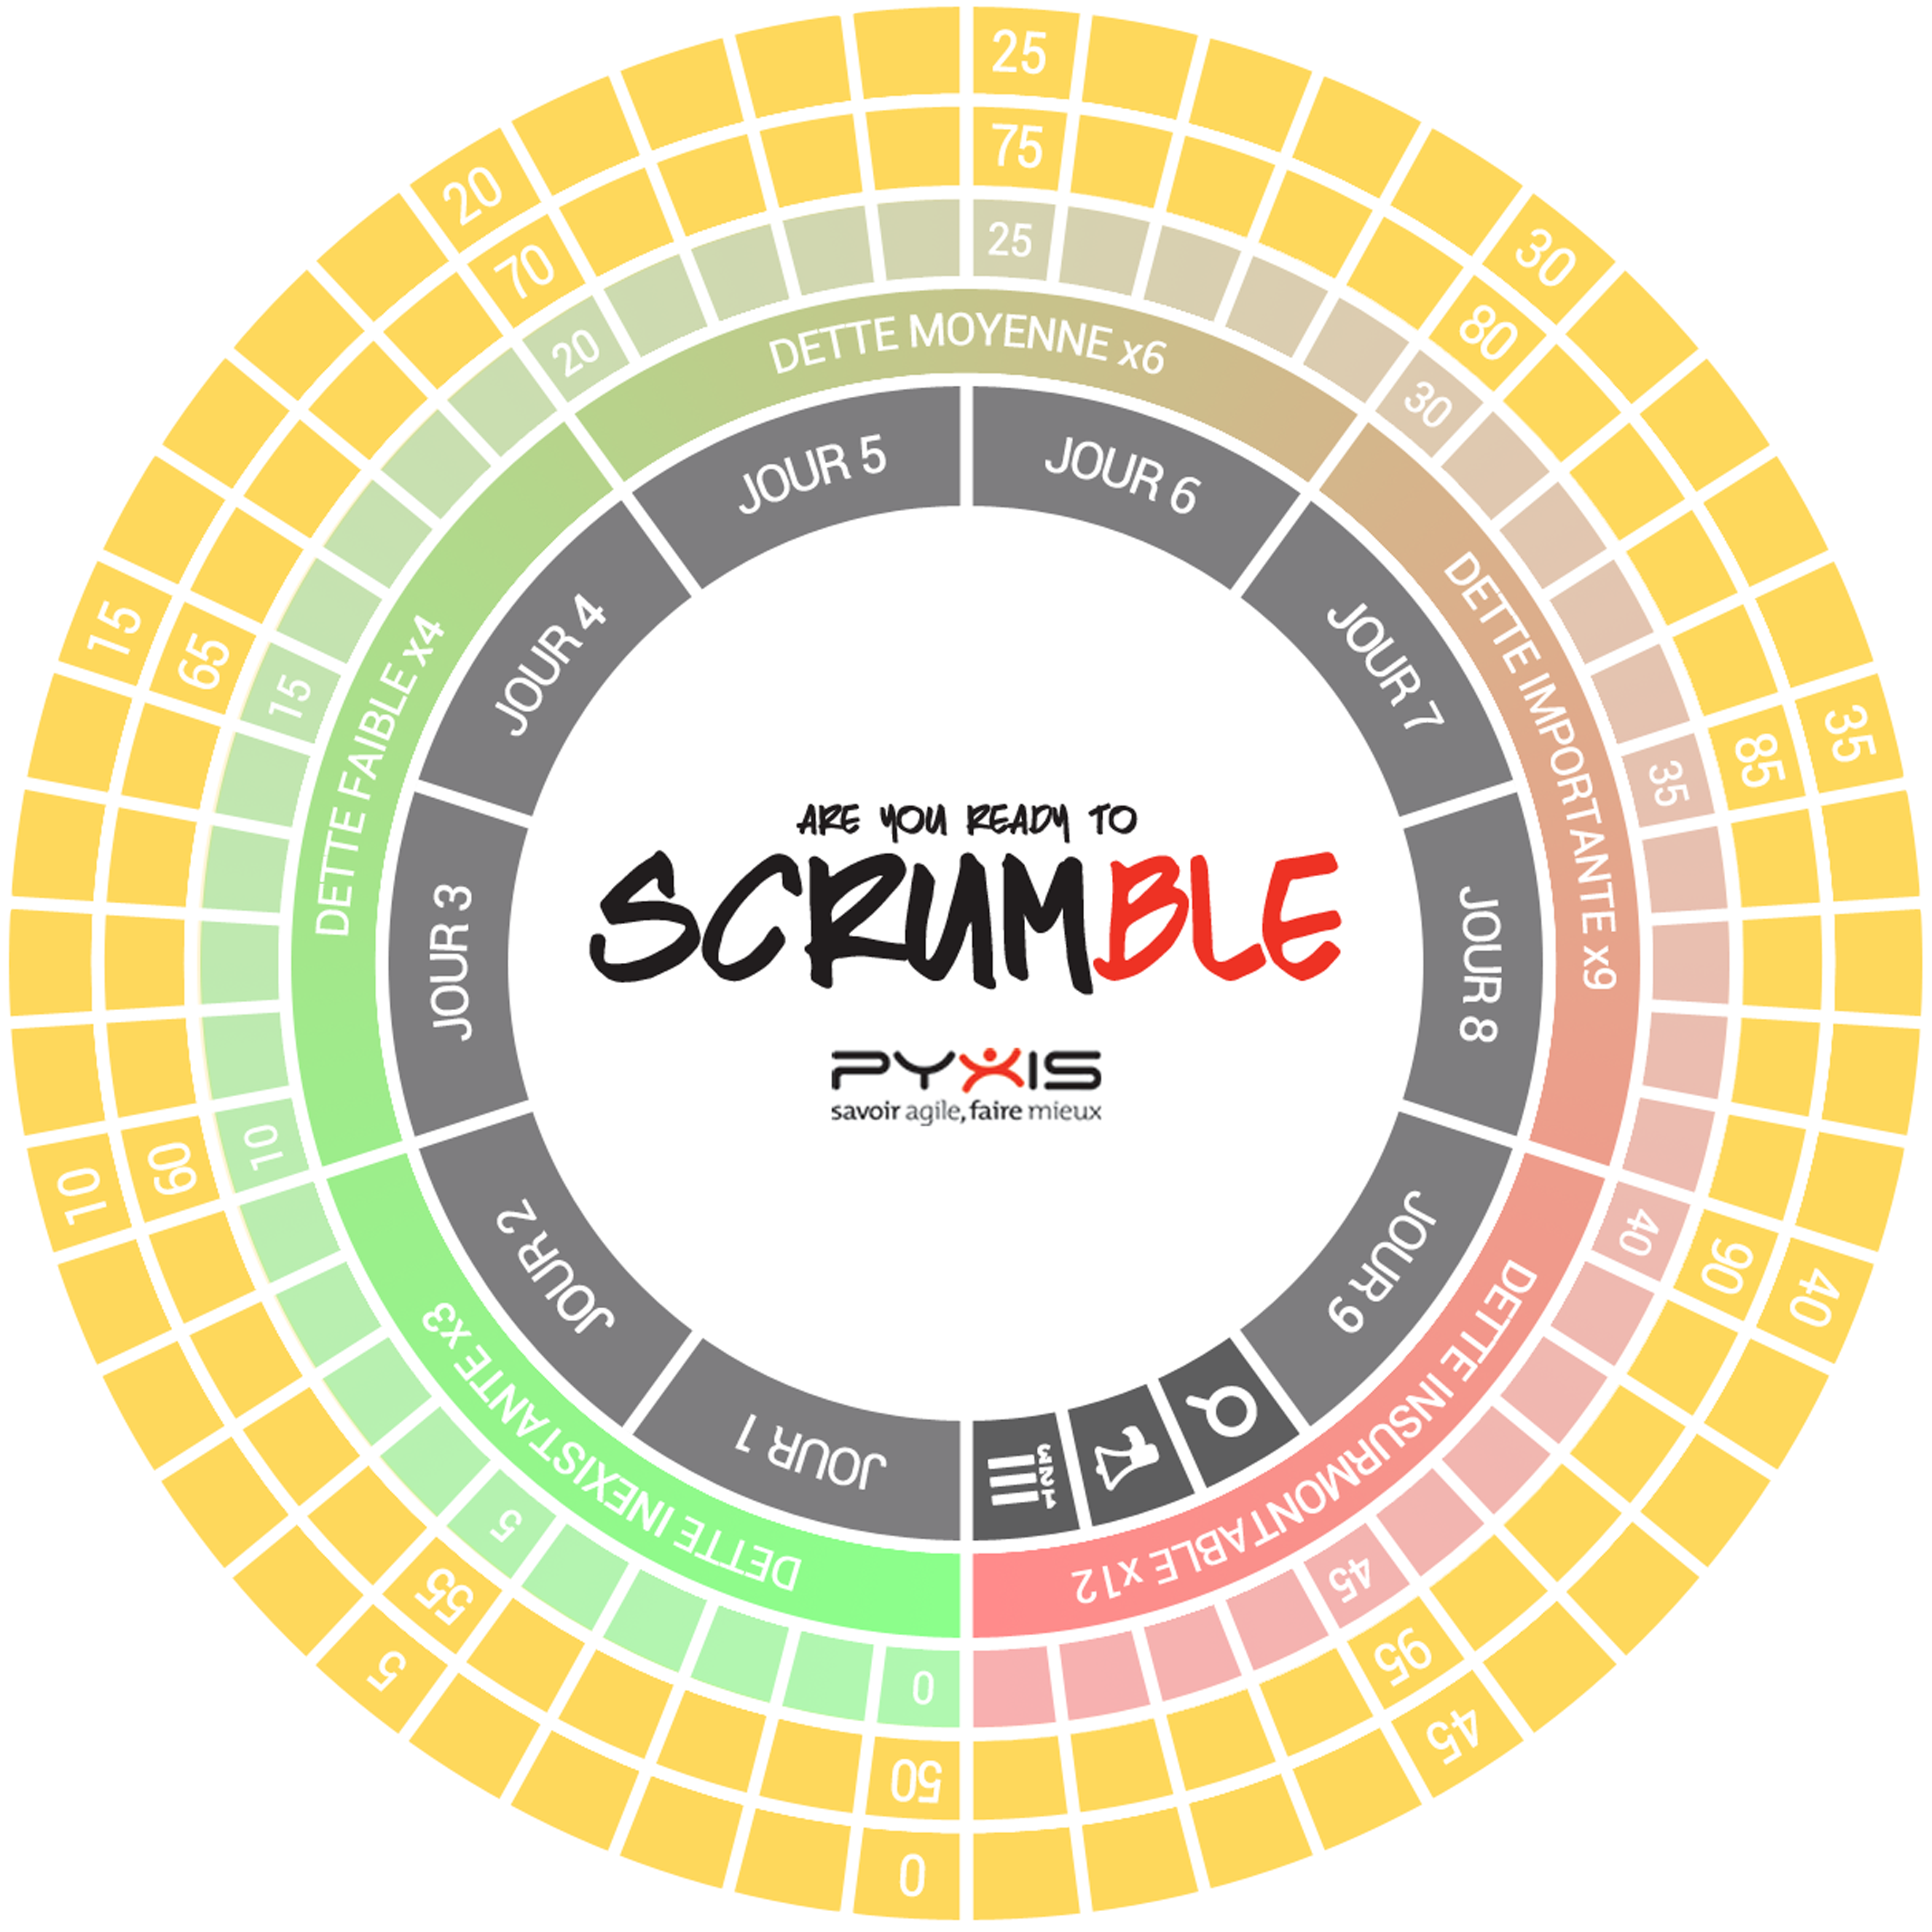 ARE YOU READY TO
SCRUMBLE
PYXIS
savoir agile, faire mieux
JOUR 1
JOUR 2
JOUR 3
JOUR 4
JOUR 5
JOUR 6
JOUR 7
JOUR 8
JOUR 9
1
2
3
DETTE INEXISTANTE x3
DETTE FAIBLE x4
DETTE MOYENNE x6
DETTE IMPORTANTE x9
DETTE INSURMONTABLE x12
0
5
10
15
20
25
30
35
40
45
50
55
60
65
70
75
80
85
90
95
0
5
10
15
20
25
30
35
40
45